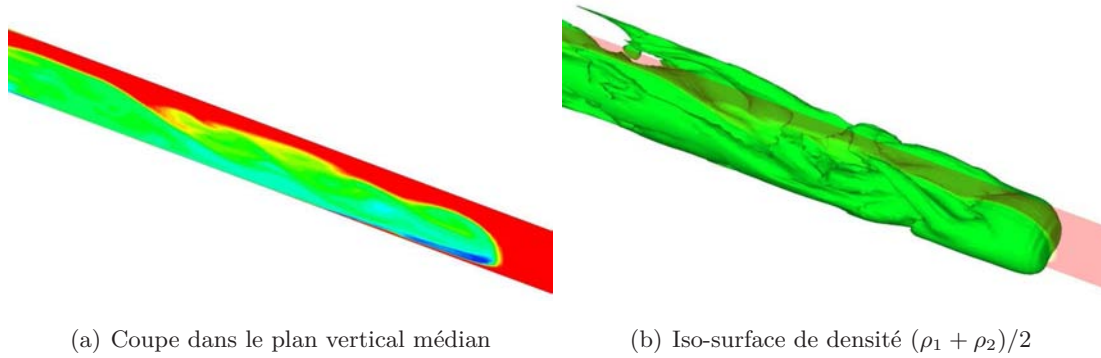 (a) Coupe dans le plan vertical médian
(b) Iso-surface de densité (ρ₁ + ρ₂)/2